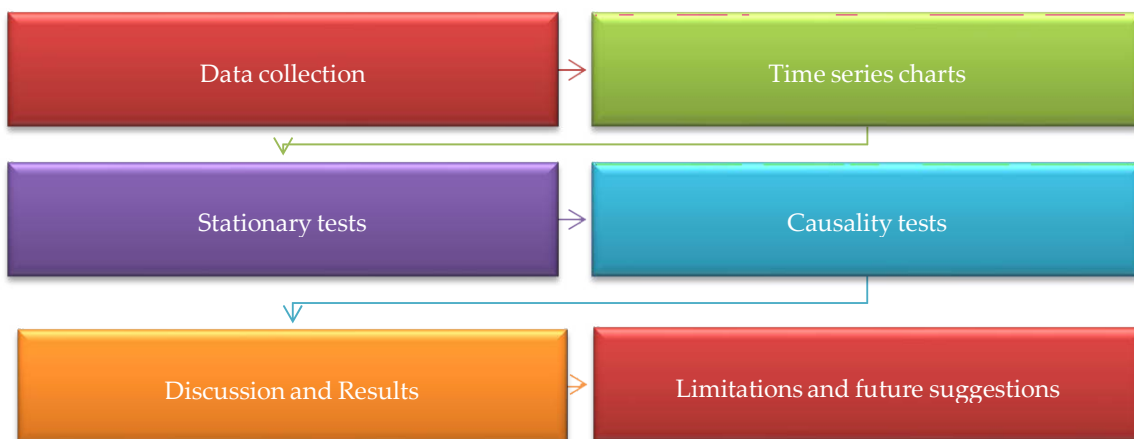 Data collection
Time series charts
Stationary tests
Causality tests
Discussion and Results
Limitations and future suggestions